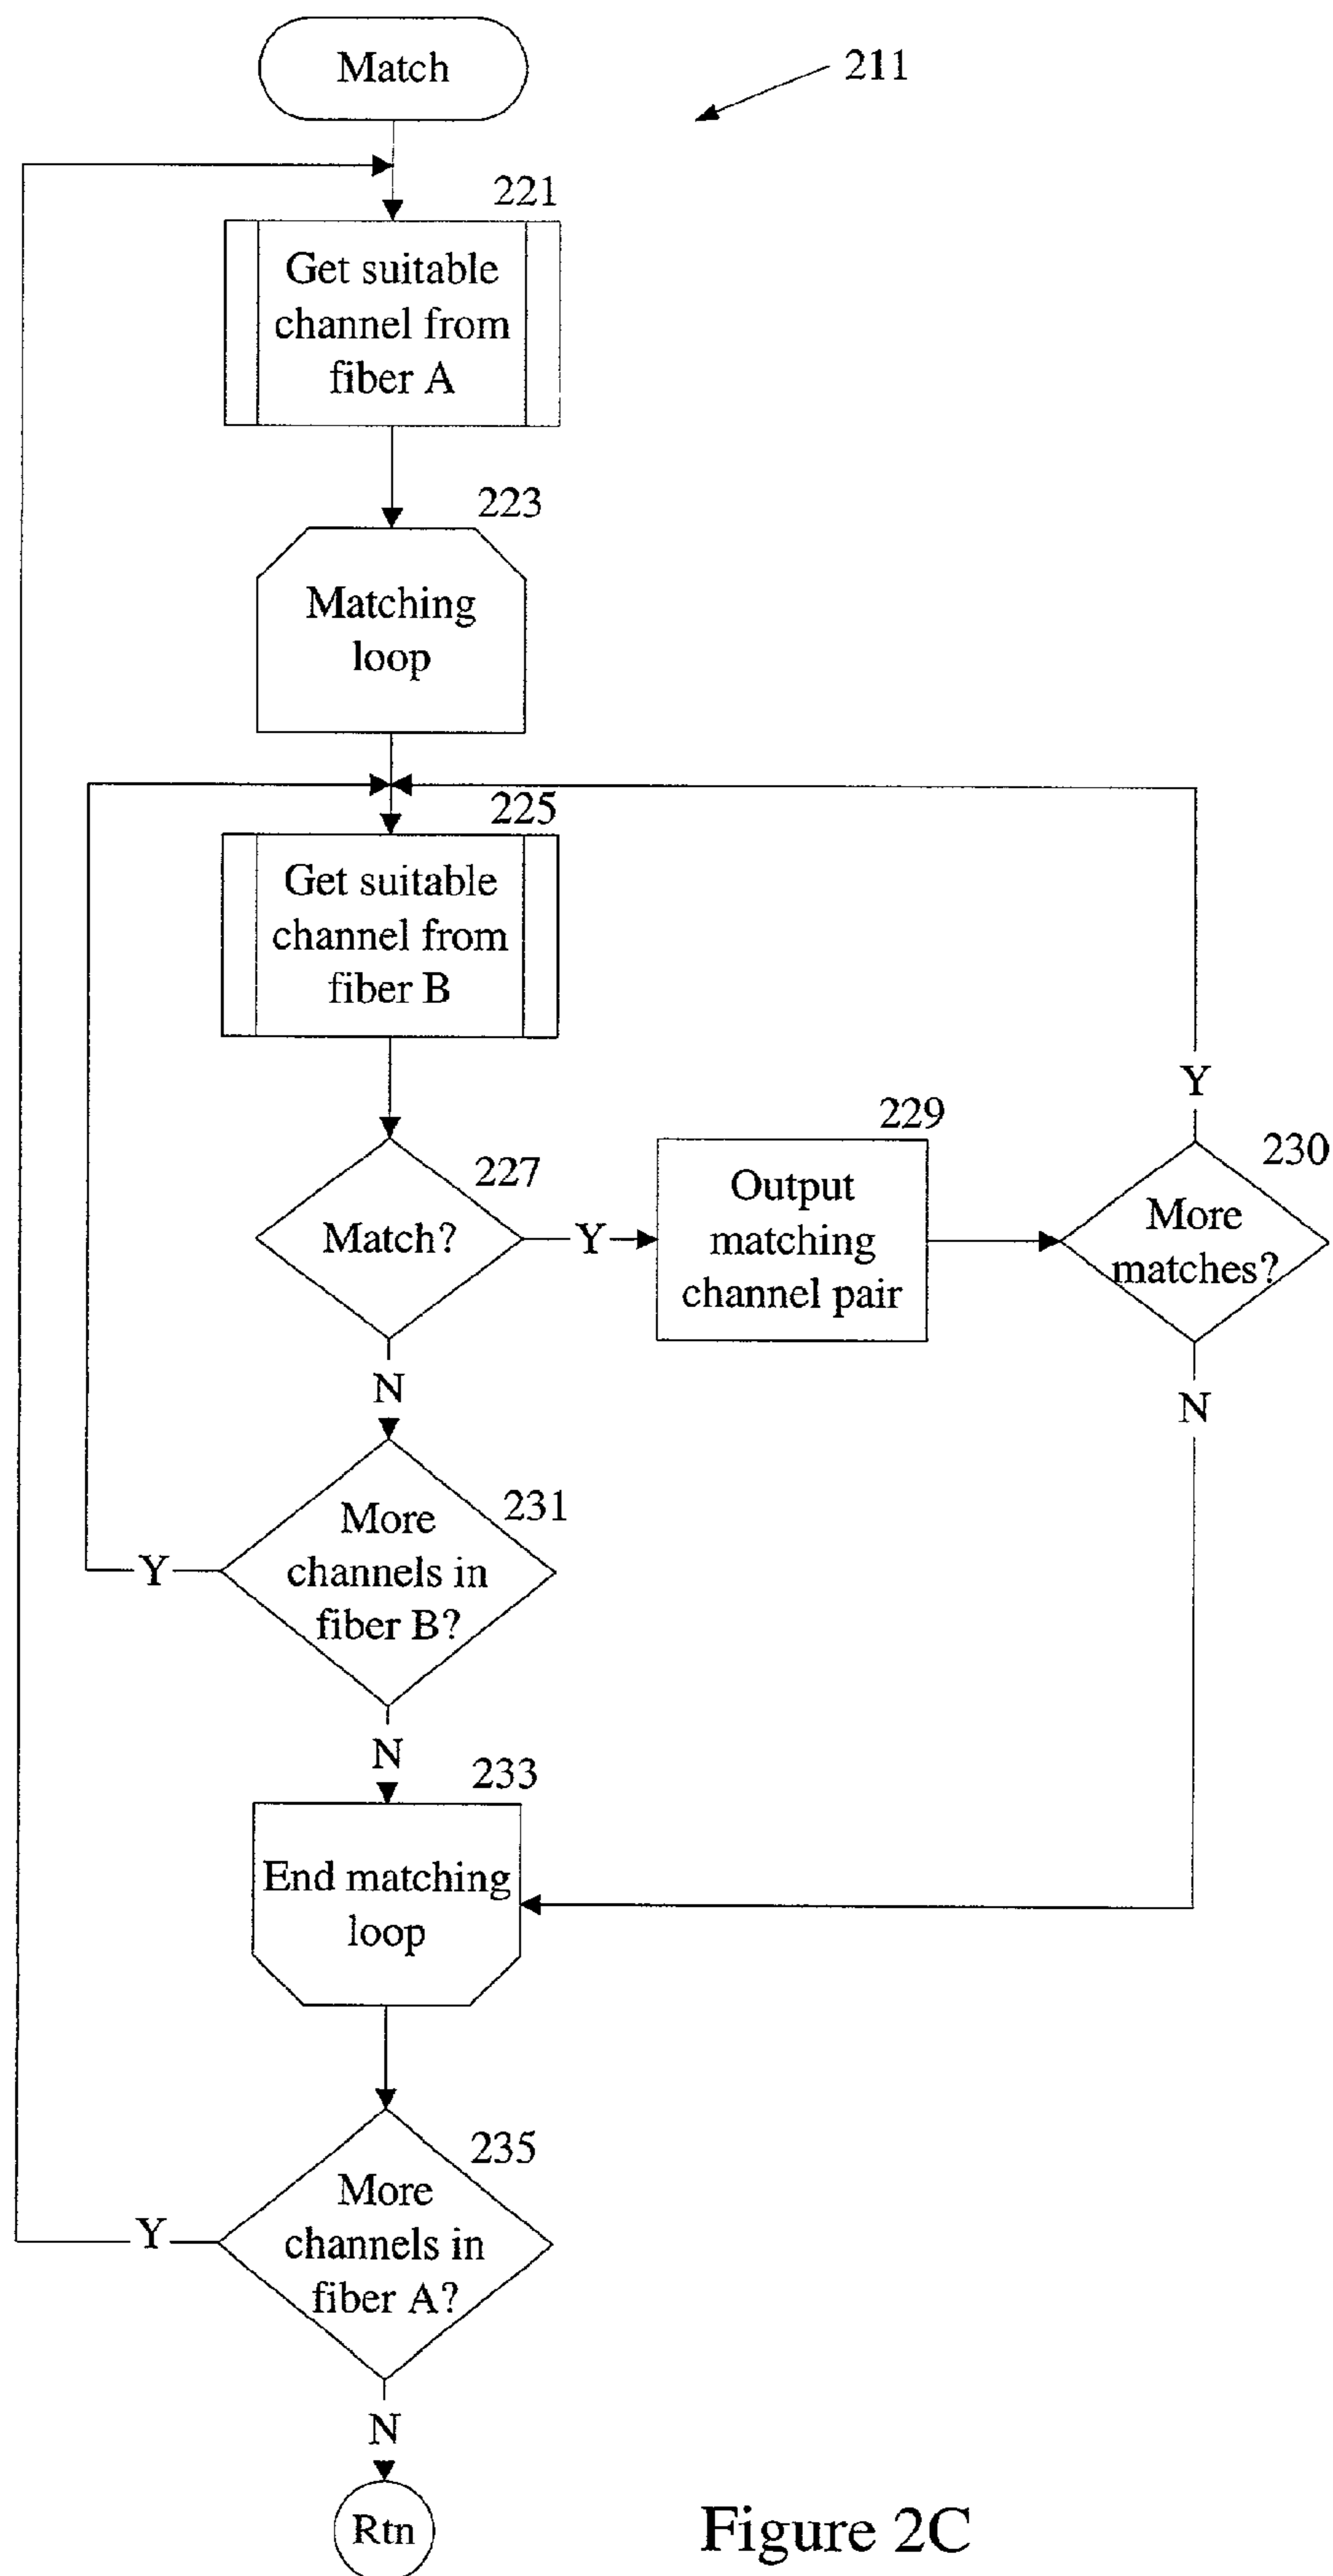 Match
211
221
Get suitable
channel from
fiber A
223
Matching
loop
225
Get suitable
channel from
fiber B
Y
227
Match?
Y
229
Output
matching
channel pair
230
More
matches?
N
N
231
More
channels in
fiber B?
Y
N
233
End matching
loop
235
More
channels in
fiber A?
Y
N
Rtn
Figure 2C